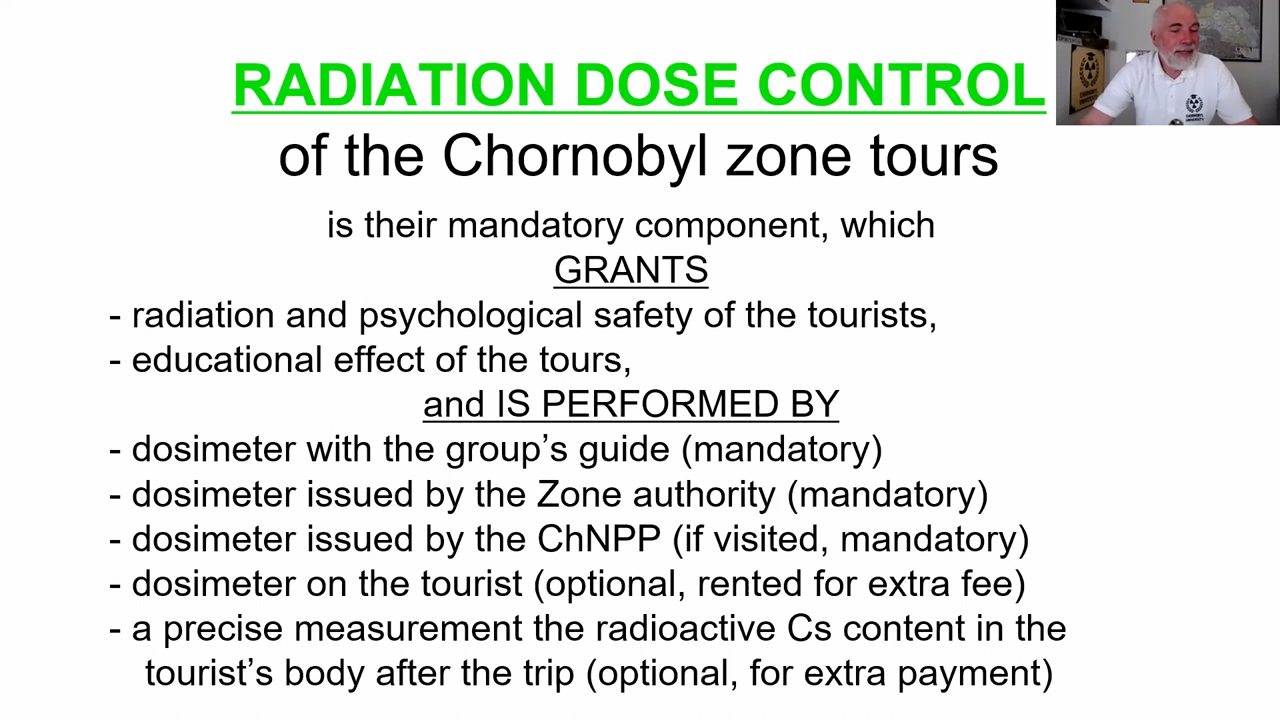 RADIATION DOSE CONTROL
of the Chornobyl zone tours
is their mandatory component, which
GRANTS
- radiation and psychological safety of the tourists,
- educational effect of the tours,
and IS PERFORMED BY
- dosimeter with the group’s guide (mandatory)
- dosimeter issued by the Zone authority (mandatory)
- dosimeter issued by the ChNPP (if visited, mandatory)
- dosimeter on the tourist (optional, rented for extra fee)
- a precise measurement the radioactive Cs content in the
tourist’s body after the trip (optional, for extra payment)